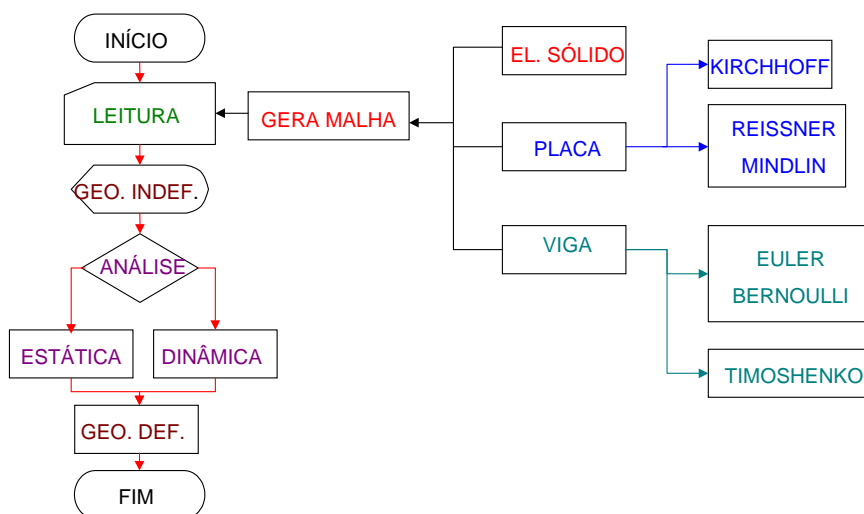 INÍCIO
LEITURA
GEO. INDEF.
ANÁLISE
ESTÁTICA
DINÂMICA
GEO. DEF.
FIM
GERA MALHA
EL. SÓLIDO
PLACA
VIGA
KIRCHHOFF
REISSNER
MINDLIN
EULER
BERNOULLI
TIMOSHENKO